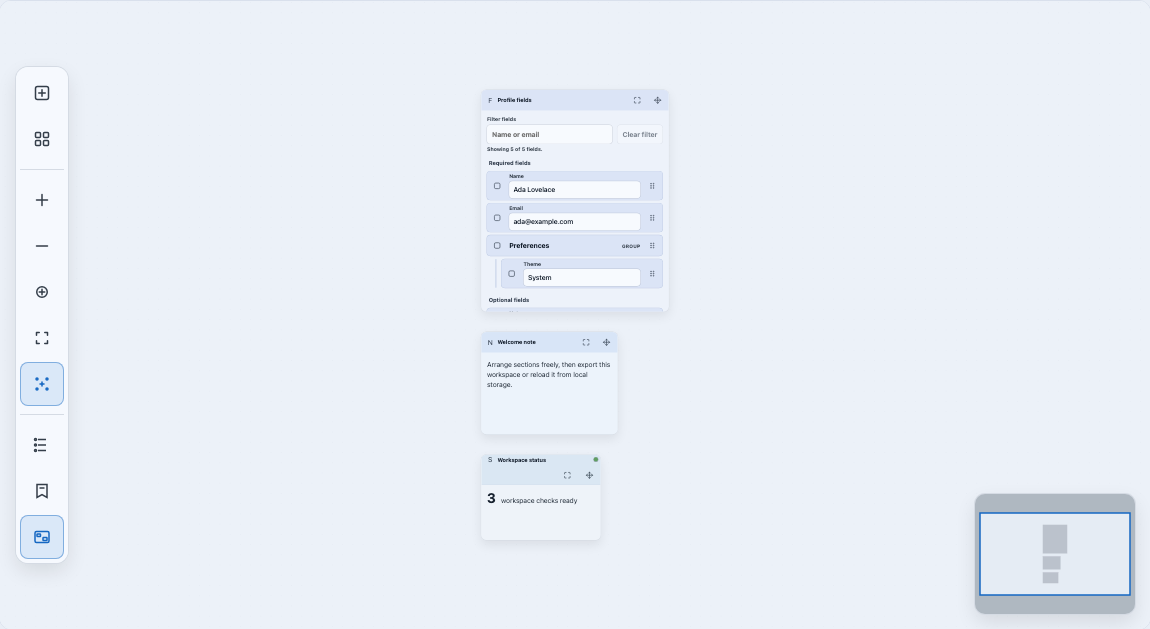 F Profile fields
Filter fields
Name or email
Clear filter
Showing 5 of 5 fields.
Required fields
Name
Ada Lovelace
Email
ada@example.com
Preferences
GROUP
Theme
System
Optional fields
N Welcome note
Arrange sections freely, then export this
workspace or reload it from local
storage.
S Workspace status
3 workspace checks ready